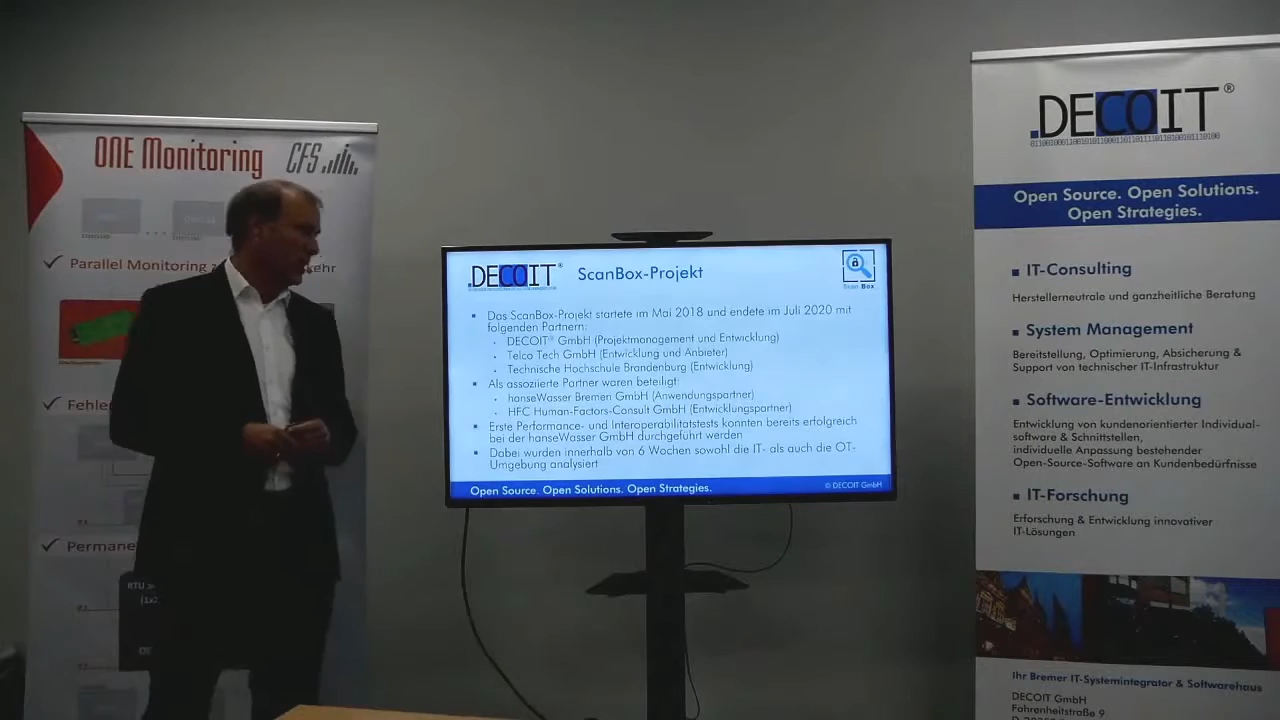 ONE Monitoring
CFS
Parallel Monitoring
kehr
Fehle
Permane
RTU
DECOIT®
ScanBox-Projekt
Scan Box
▪ Das ScanBox-Projekt startete im Mai 2018 und endete im Juli 2020 mit
folgenden Partnern:
• DECOIT® GmbH (Projektmanagement und Entwicklung)
• Telco Tech GmbH (Entwicklung und Anbieter)
• Technische Hochschule Brandenburg (Entwicklung)
▪ Als assoziierte Partner waren beteiligt:
• hanseWasser Bremen GmbH (Anwendungspartner)
• HFC Human-Factors-Consult GmbH (Entwicklungspartner)
▪ Erste Performance- und Interoperabilitätstests konnten bereits erfolgreich
bei der hanseWasser GmbH durchgeführt werden
▪ Dabei wurden innerhalb von 6 Wochen sowohl die IT- als auch die OT-
Umgebung analysiert
Open Source. Open Solutions. Open Strategies.
© DECOIT GmbH
.DECOIT®
Open Source. Open Solutions.
Open Strategies.
▪ IT-Consulting
Herstellerneutrale und ganzheitliche Beratung
▪ System Management
Bereitstellung, Optimierung, Absicherung &
Support von technischer IT-Infrastruktur
▪ Software-Entwicklung
Entwicklung von kundenorientierter Individual-
software & Schnittstellen,
individuelle Anpassung bestehender
Open-Source-Software an Kundenbedürfnisse
▪ IT-Forschung
Erforschung & Entwicklung innovativer
IT-Lösungen
Ihr Bremer IT-Systemintegrator & Softwarehaus
DECOIT GmbH
Fahrenheitstraße 9